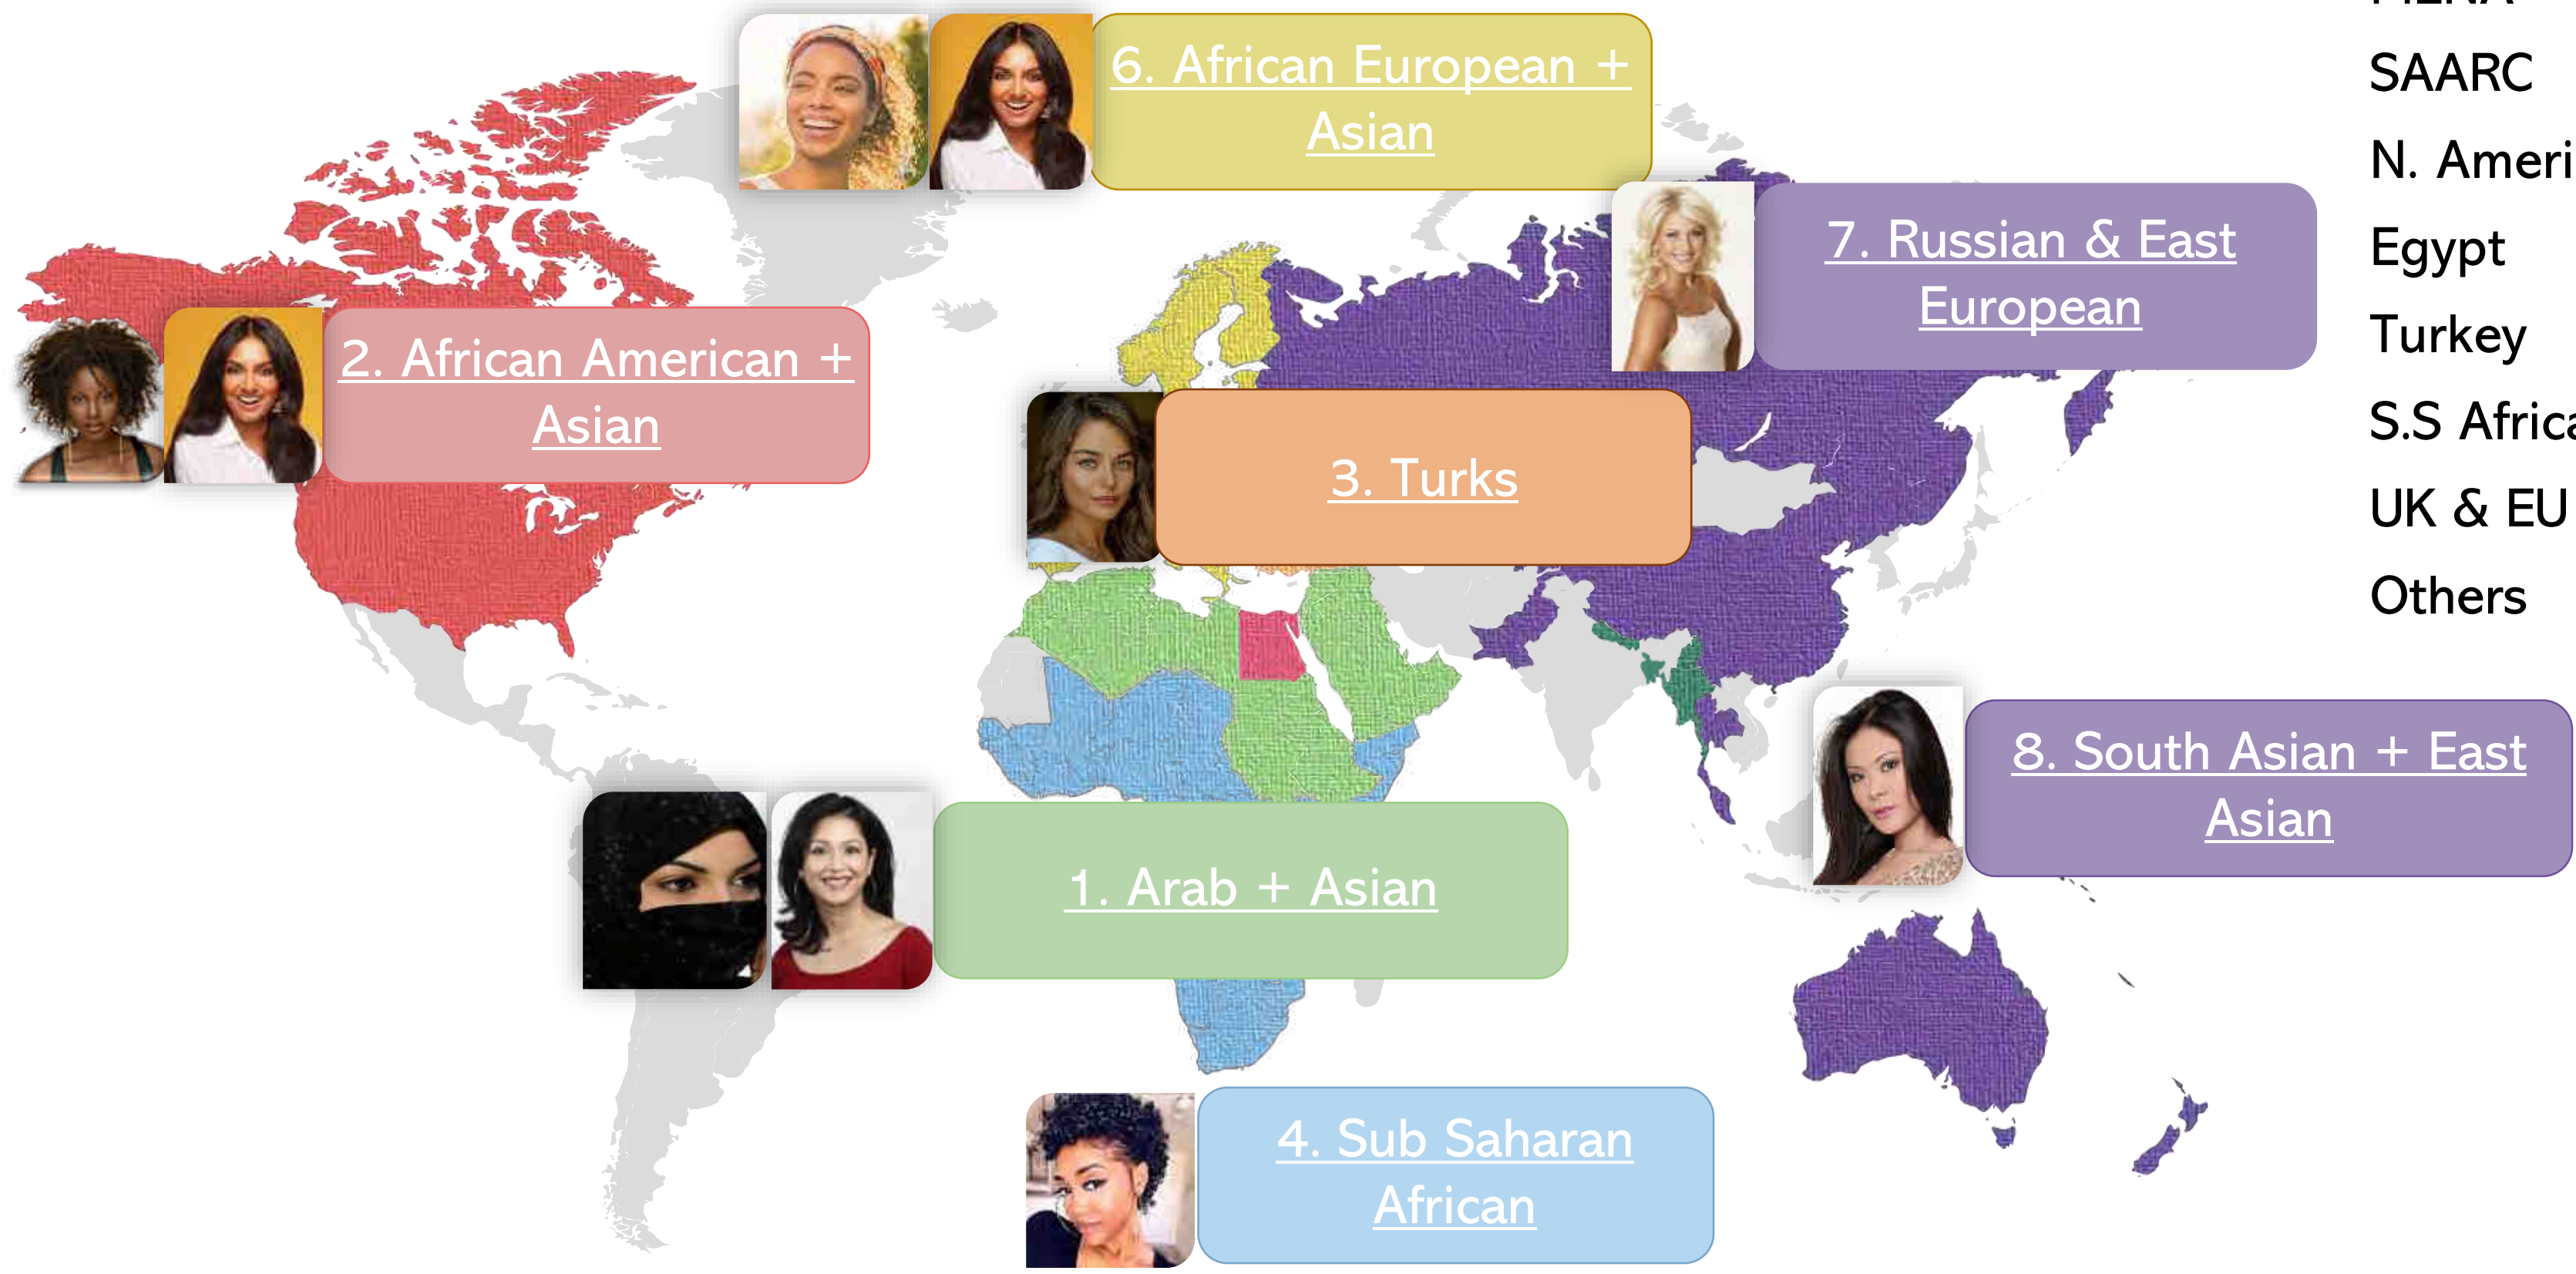 6. African European +
Asian
7. Russian & East
European
2. African American +
Asian
3. Turks
8. South Asian + East
Asian
1. Arab + Asian
4. Sub Saharan
African
SAARC
N. Ameri
Egypt
Turkey
S.S Africa
UK & EU
Others